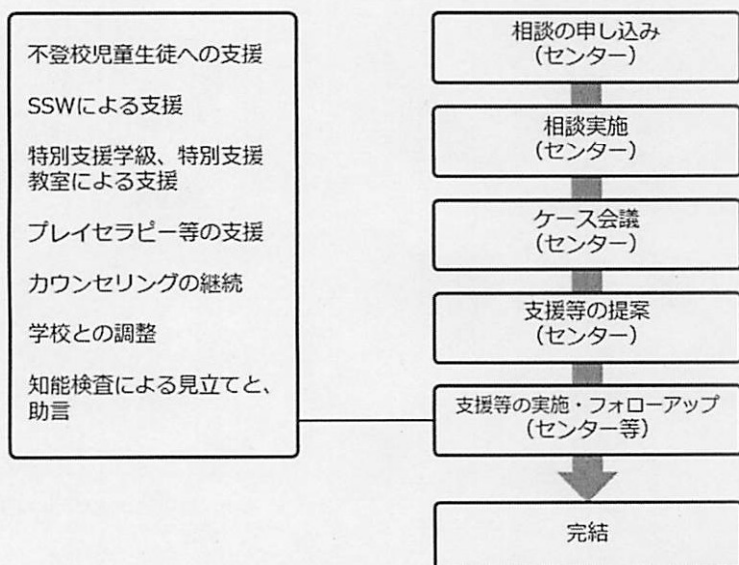 不登校児童生徒への支援
SSWによる支援
特別支援学級、特別支援
教室による支援
プレイセラピー等の支援
カウンセリングの継続
学校との調整
知能検査による見立てと、
助言
相談の申し込み
（センター）
相談実施
（センター）
ケース会議
（センター）
支援等の提案
（センター）
支援等の実施・フォローアップ
（センター等）
完結